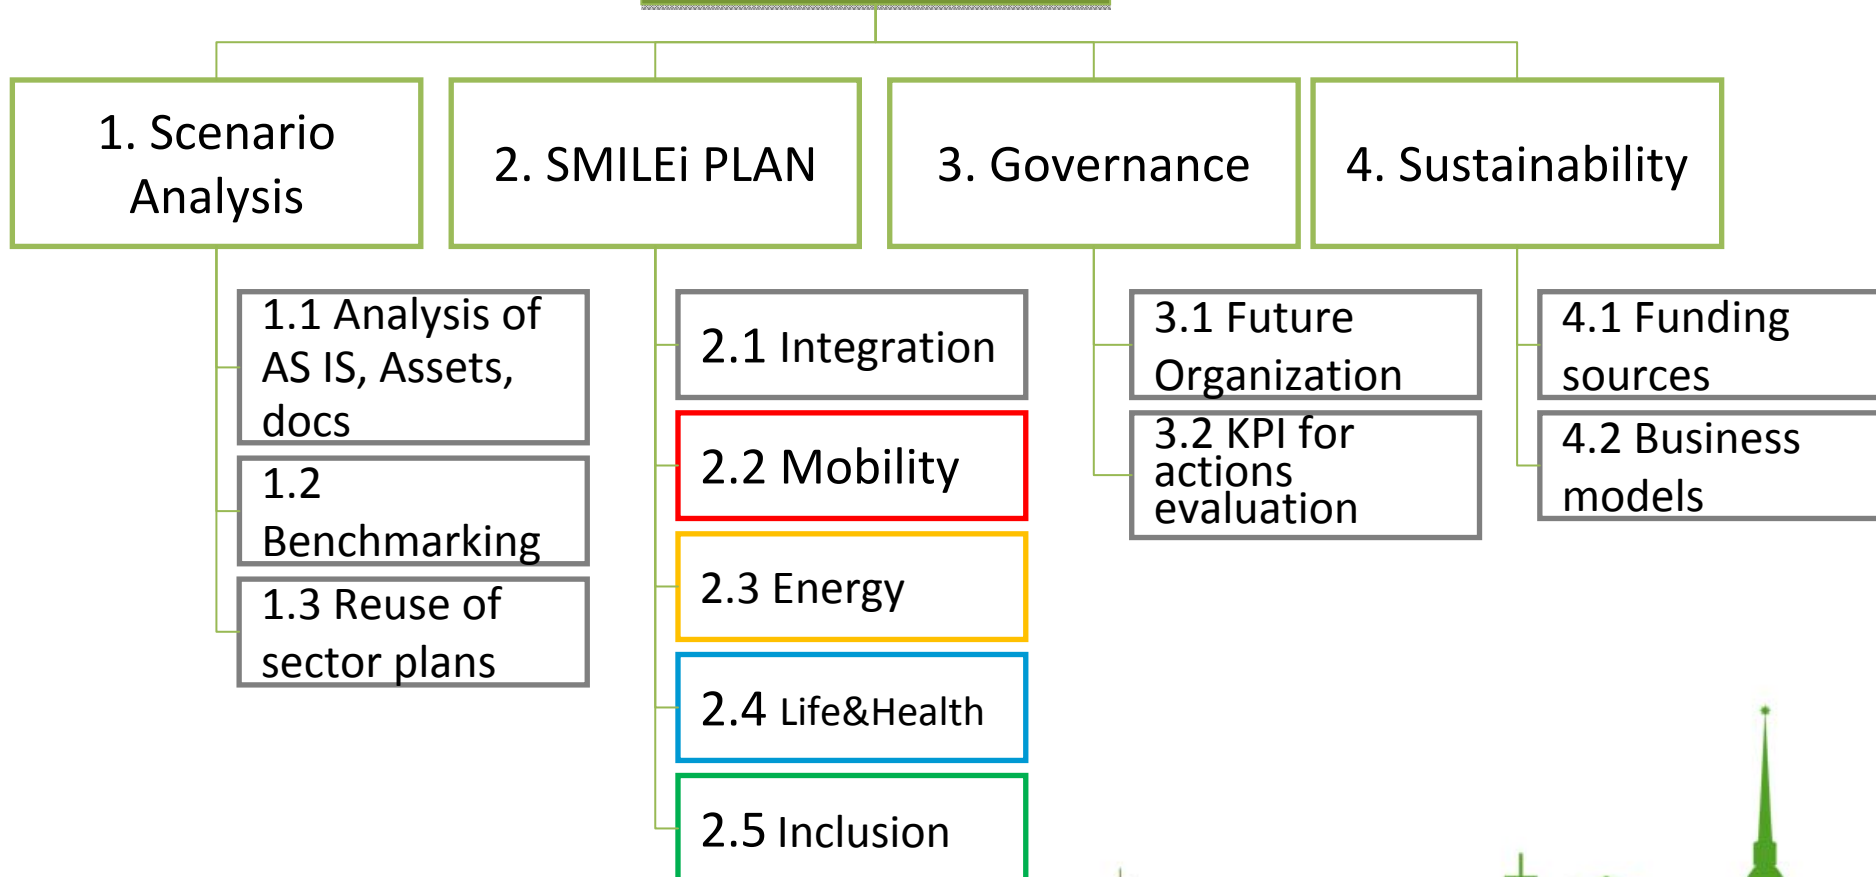 1. Scenario
Analysis
2. SMILEi PLAN
3. Governance
4. Sustainability
1.1 Analysis of
AS IS, Assets,
docs
1.2
Benchmarking
1.3 Reuse of
sector plans
2.1 Integration
2.2 Mobility
2.3 Energy
2.4 Life&Health
2.5 Inclusion
3.1 Future
Organization
3.2 KPI for
actions
evaluation
4.1 Funding
sources
4.2 Business
models